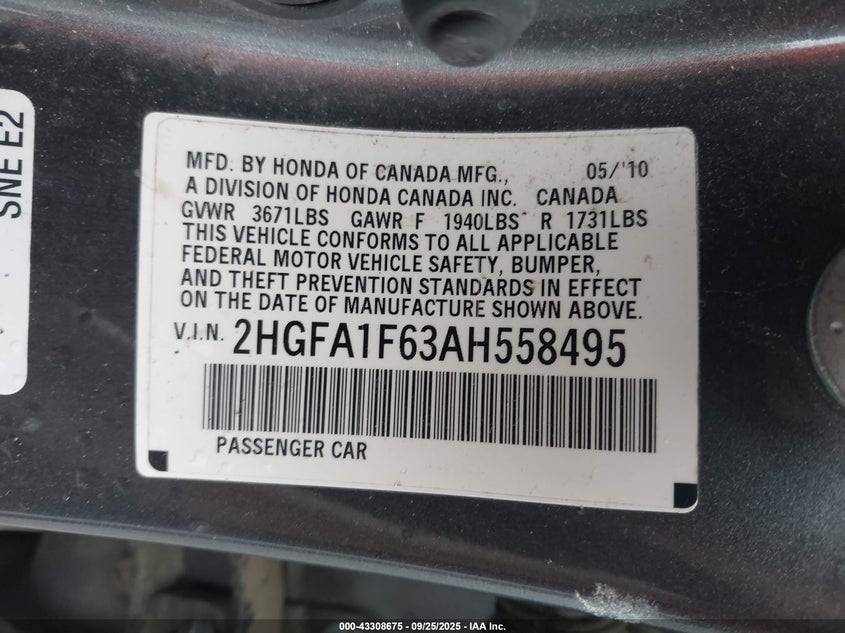 SNE E2
MFD. BY HONDA OF CANADA MFG., 05/'10
A DIVISION OF HONDA CANADA INC. CANADA
GVWR 3671LBS GAWR F 1940LBS R 1731LBS
THIS VEHICLE CONFORMS TO ALL APPLICABLE
FEDERAL MOTOR VEHICLE SAFETY, BUMPER,
AND THEFT PREVENTION STANDARDS IN EFFECT
ON THE DATE OF MANUFACTURE SHOWN ABOVE.
V.I.N. 2HGFA1F63AH558495
PASSENGER CAR
000-43308675 - 09/25/2025 - IAA Inc.